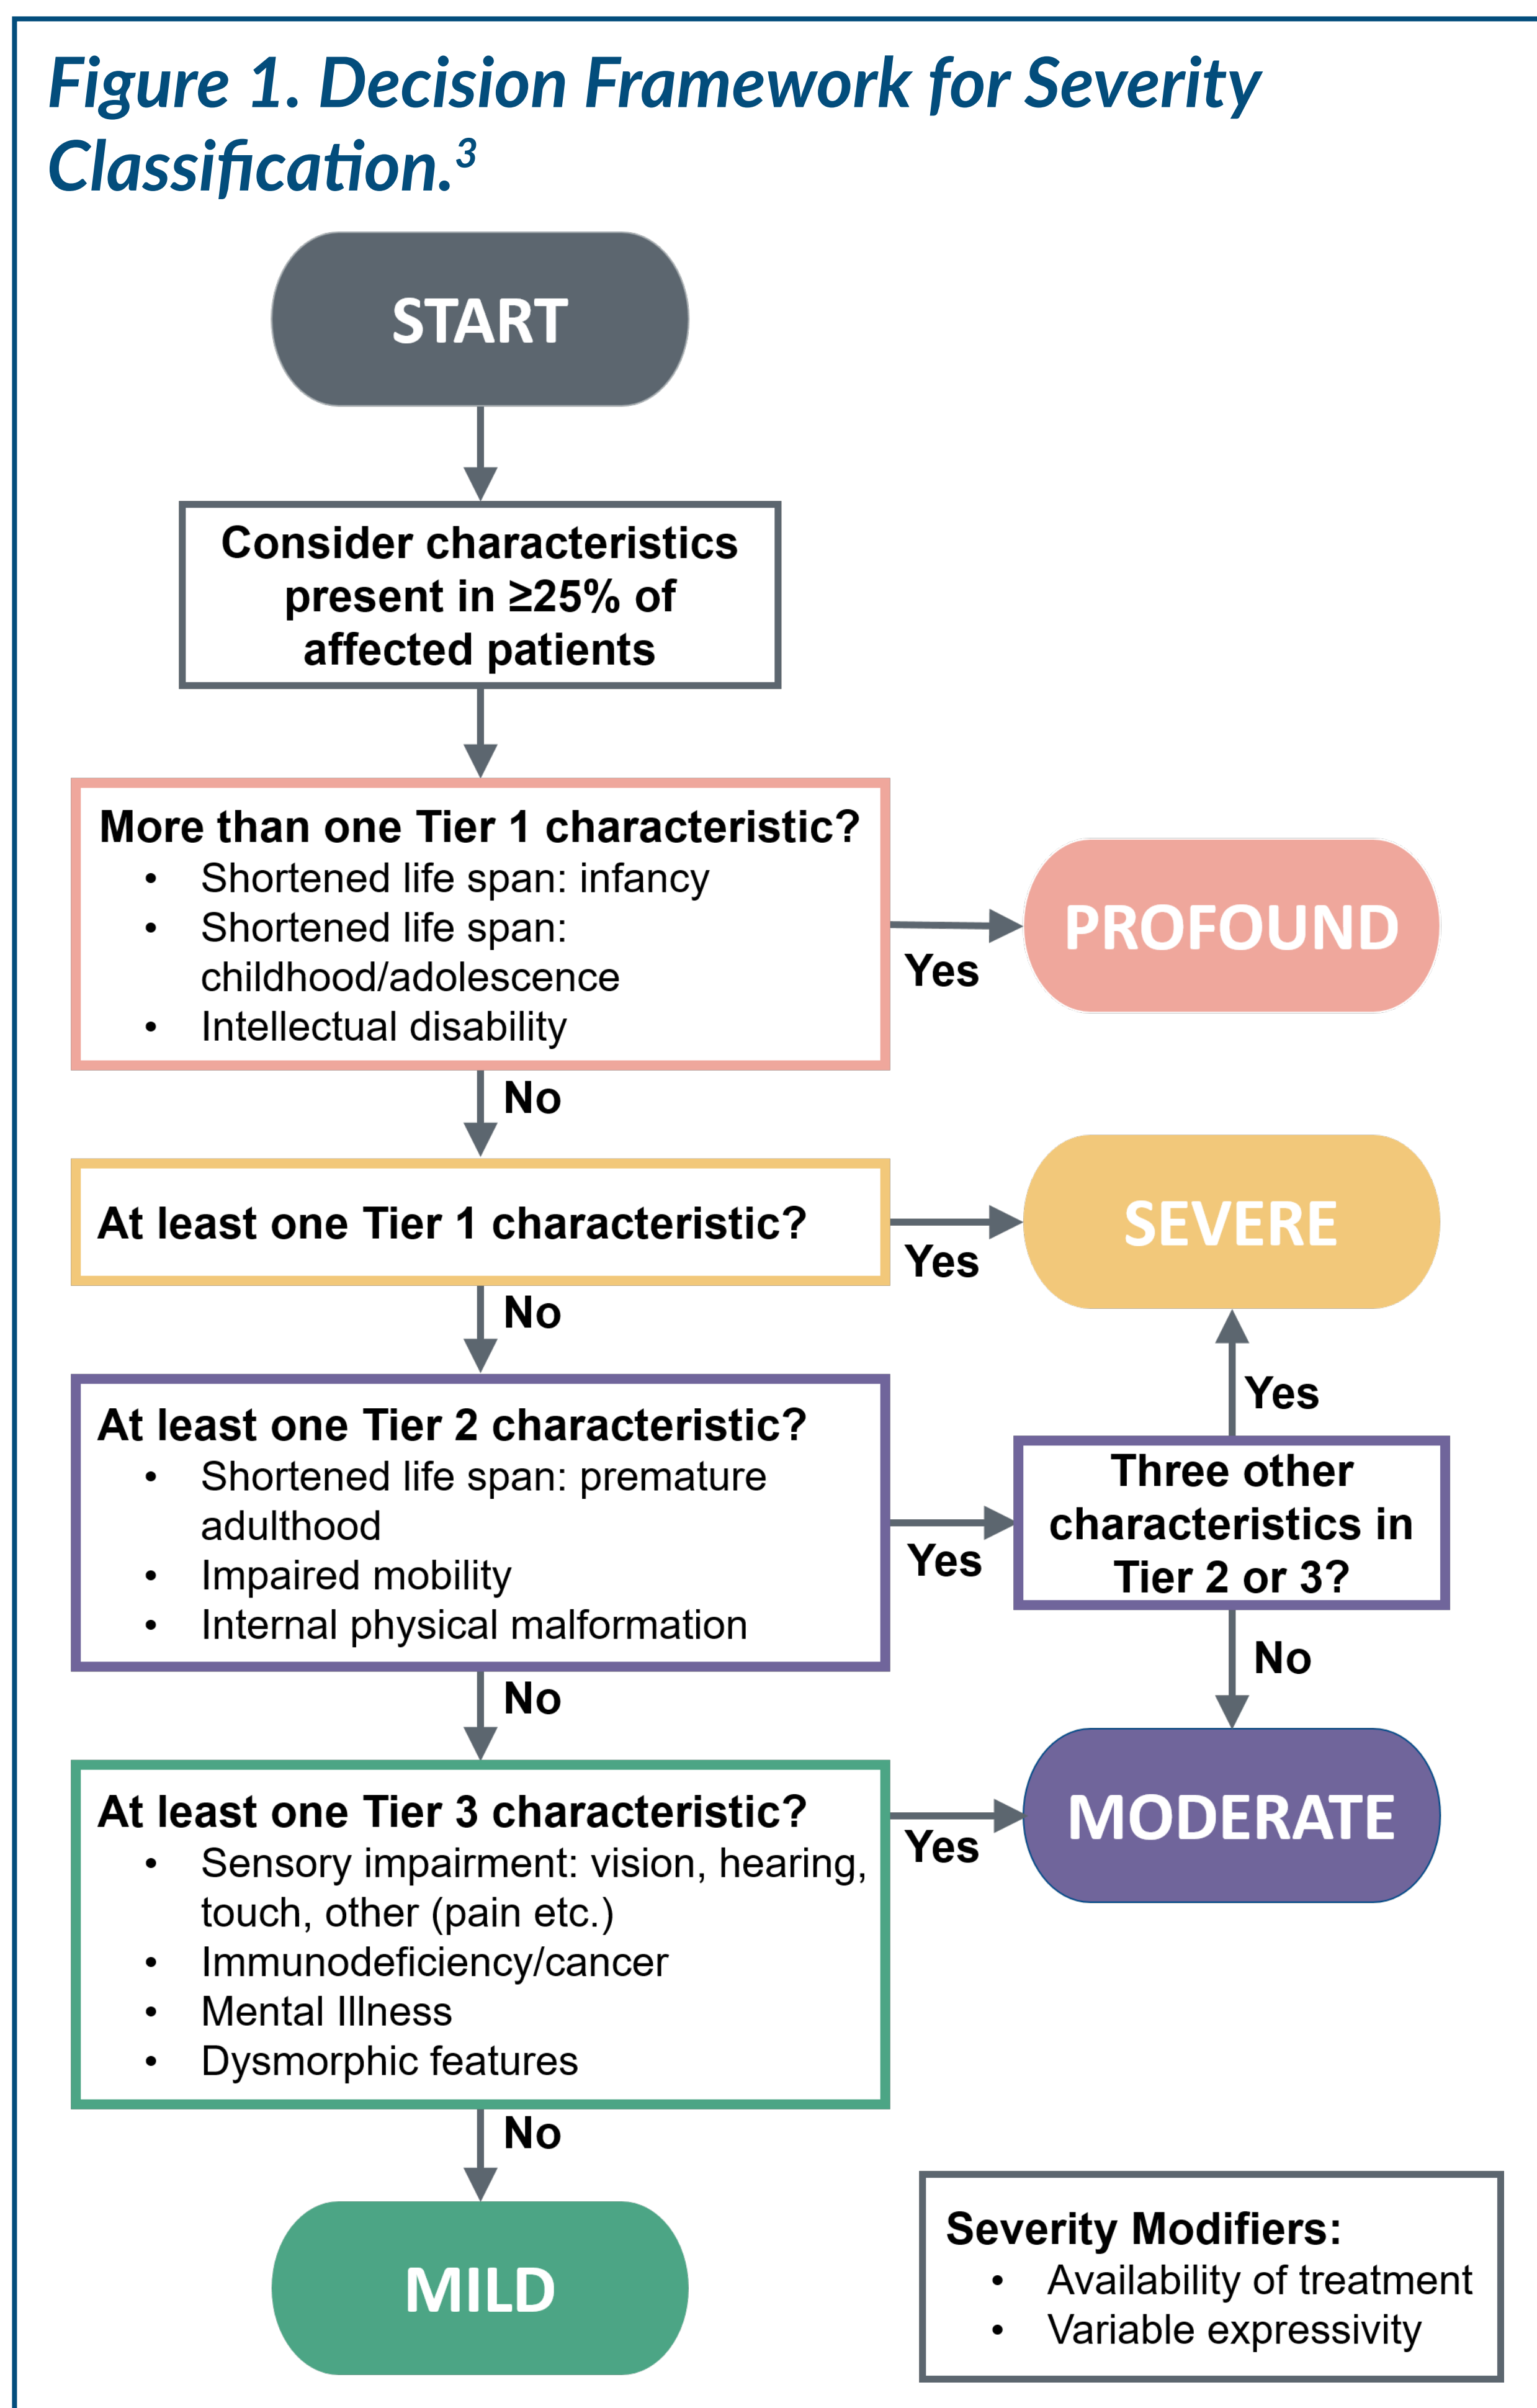 Figure 1. Decision Framework for Severity
Classification.3
START
Consider characteristics
present in ≥25% of
affected patients
More than one Tier 1 characteristic?
• Shortened life span: infancy
• Shortened life span:
childhood/adolescence
• Intellectual disability
Yes
PROFOUND
No
At least one Tier 1 characteristic?
Yes
SEVERE
No
At least one Tier 2 characteristic?
• Shortened life span: premature
adulthood
• Impaired mobility
• Internal physical malformation
Yes
Yes
Three other
characteristics in
Tier 2 or 3?
No
No
At least one Tier 3 characteristic?
• Sensory impairment: vision, hearing,
touch, other (pain etc.)
• Immunodeficiency/cancer
• Mental Illness
• Dysmorphic features
Yes
MODERATE
No
MILD
Severity Modifiers:
• Availability of treatment
• Variable expressivity